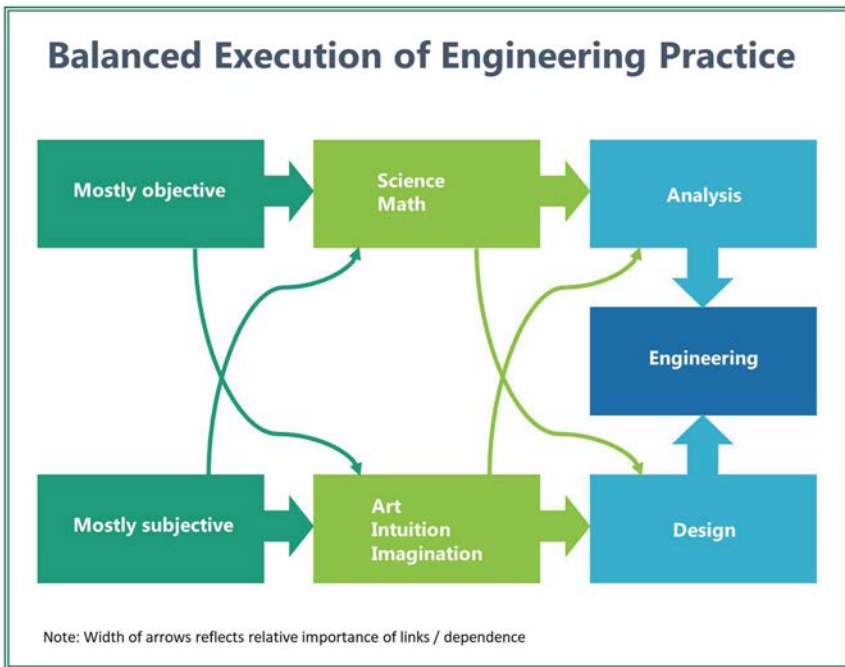 Balanced Execution of Engineering Practice
Mostly objective
Science
Math
Analysis
Engineering
Mostly subjective
Art
Intuition
Imagination
Design
Note: Width of arrows reflects relative importance of links / dependence